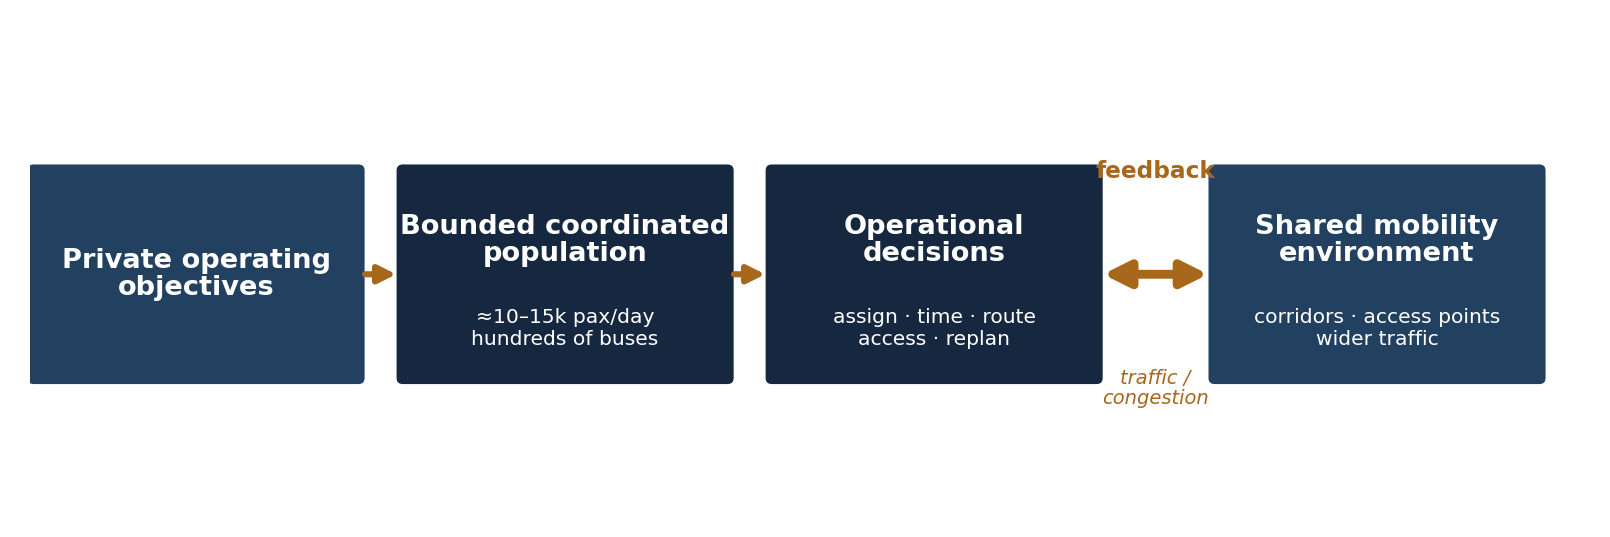 Private operating
objectives
Bounded coordinated
population
≈10–15k pax/day
hundreds of buses
Operational
decisions
assign · time · route
access · replan
feedback
traffic /
congestion
Shared mobility
environment
corridors · access points
wider traffic